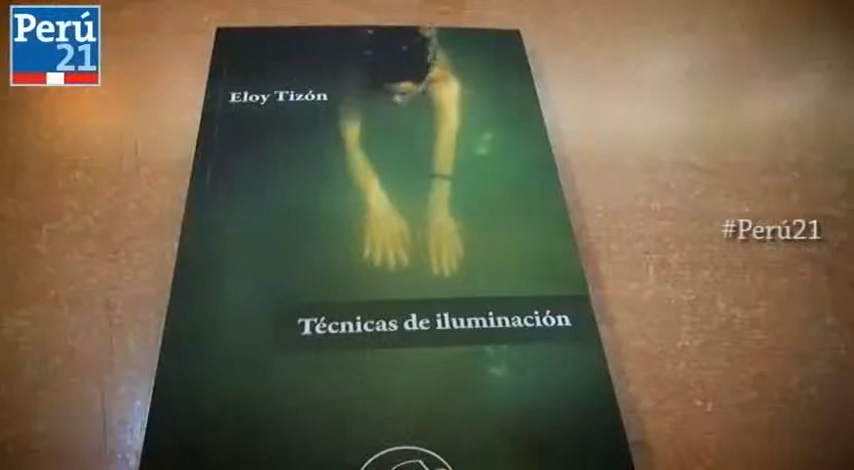 Perú
21
Eloy Tizón
#Perú21
Técnicas de iluminación